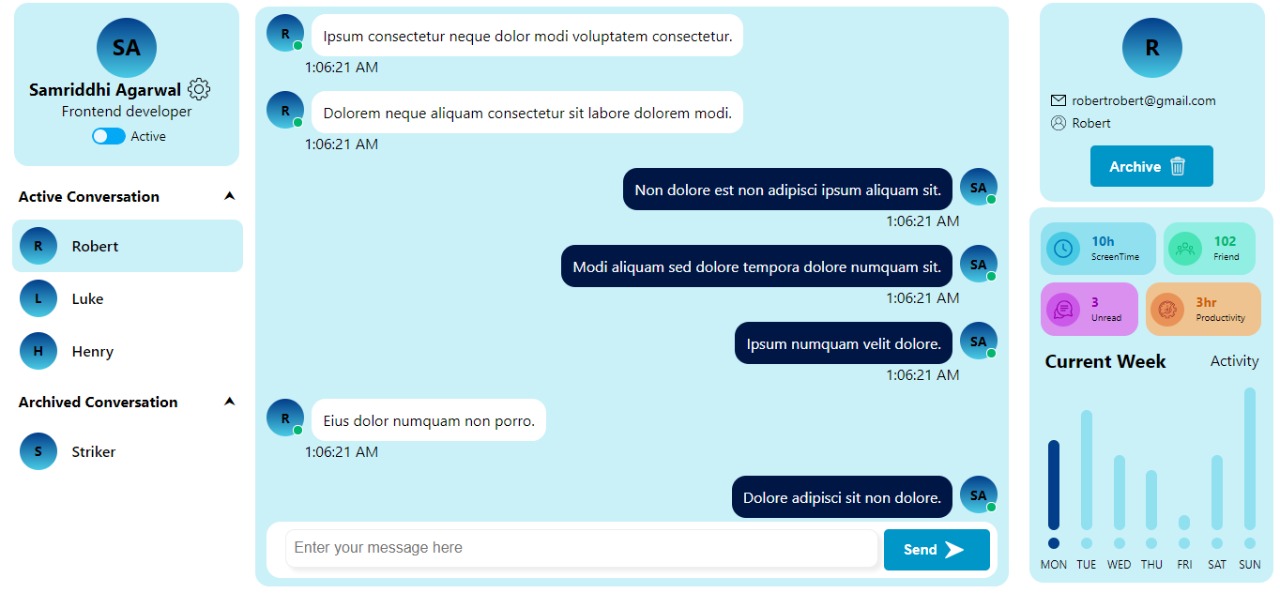 SA
Samriddhi Agarwal
Frontend developer
Active
Active Conversation
R
Robert
L
Luke
H
Henry
Archived Conversation
S
Striker
R
Ipsum consectetur neque dolor modi voluptatem consectetur.
1:06:21 AM
R
Dolorem neque aliquam consectetur sit labore dolorem modi.
1:06:21 AM
Non dolore est non adipisci ipsum aliquam sit.
SA
1:06:21 AM
Modi aliquam sed dolore tempora dolore numquam sit.
SA
1:06:21 AM
Ipsum numquam velit dolore.
SA
1:06:21 AM
R
Eius dolor numquam non porro.
1:06:21 AM
Dolore adipisci sit non dolore.
SA
Enter your message here
Send
R
robertrobert@gmail.com
Robert
Archive
10h
ScreenTime
102
Friend
3
Unread
3hr
Productivity
Current Week
Activity
MON TUE WED THU FRI SAT SUN